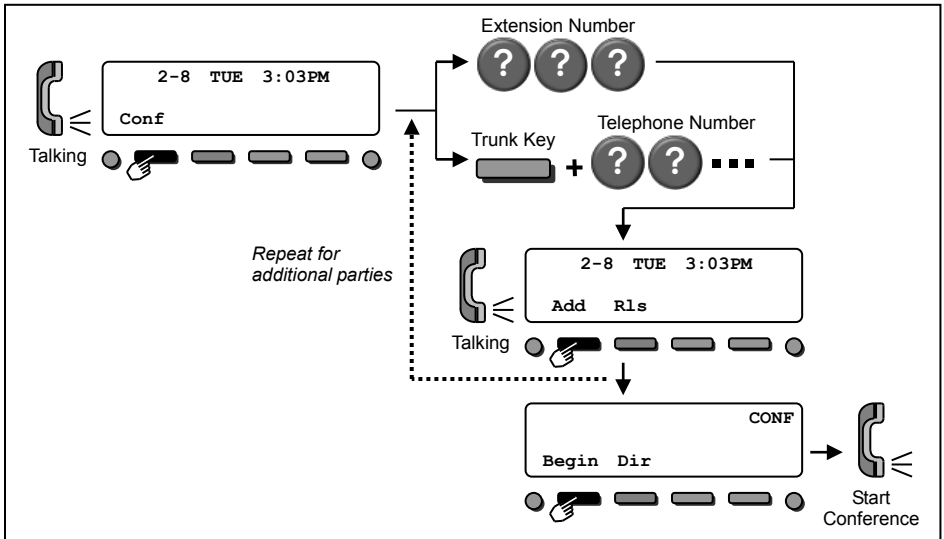 Extension Number
? ? ?
2-8 TUE 3:03PM
Conf
Talking
Trunk Key
Telephone Number
+ ? ? ...
Repeat for
additional parties
2-8 TUE 3:03PM
Add Rls
Talking
CONF
Begin Dir
Start
Conference